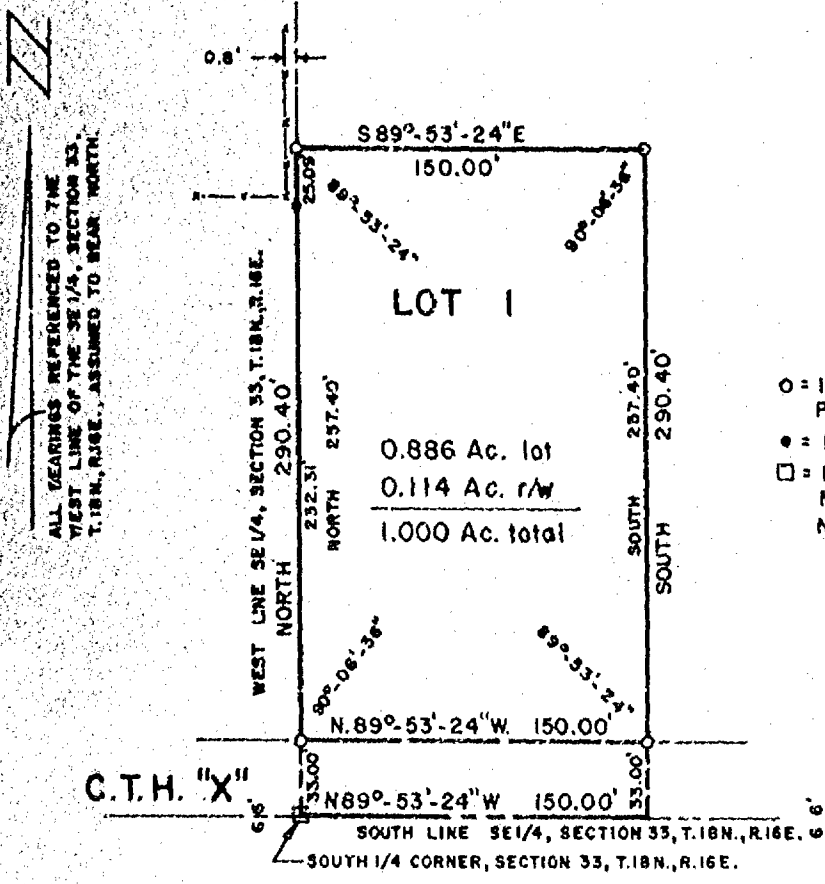 0.8'
S 89°-53'-24"E
150.00'
ALL BEARINGS REFERENCED TO THE
WEST LINE OF THE SE 1/4, SECTION 33,
T.18N., R.16E., ASSUMED TO BEAR NORTH.
25.09
89°-53'-24"
90°-06'-36"
LOT 1
WEST LINE SE 1/4, SECTION 33, T.18N., R.16E.
NORTH 290.40'
232.31'
NORTH 257.40'
0.886 Ac. lot
0.114 Ac. r/w
1.000 Ac. total
SOUTH 257.40'
SOUTH 290.40'
90°-06'-36"
89°-53'-24"
N.89°-53'-24"W. 150.00'
C.T.H. "X"
33.00'
N89°-53'-24"W 150.00'
33.00'
SOUTH LINE SE1/4, SECTION 33, T.18N., R.16E.
SOUTH 1/4 CORNER, SECTION 33, T.18N., R.16E.